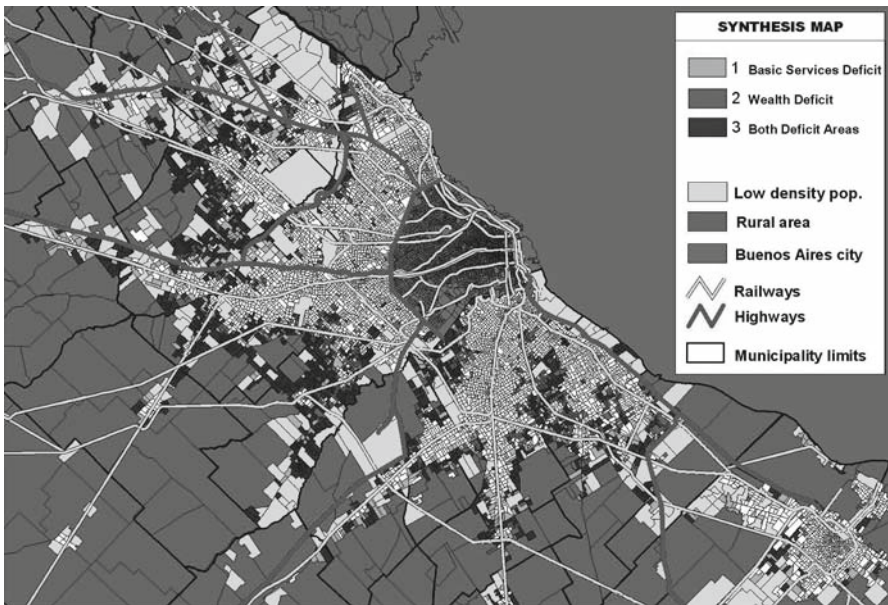 SYNTHESIS MAP
1 Basic Services Deficit
2 Wealth Deficit
3 Both Deficit Areas
Low density pop.
Rural area
Buenos Aires city
Railways
Highways
Municipality limits